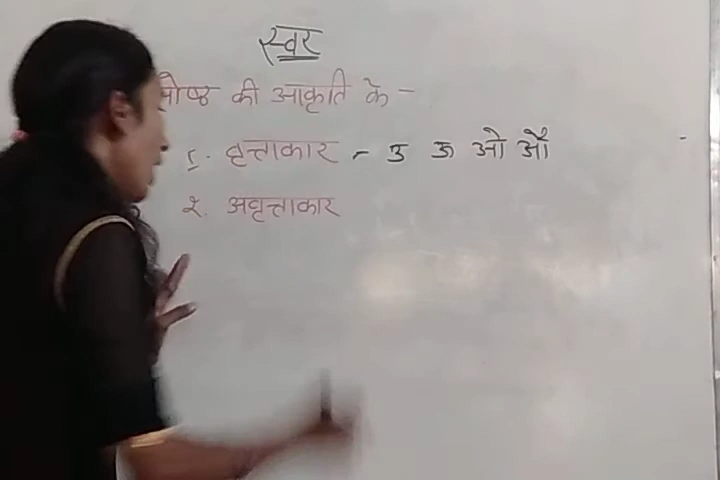 स्वर
ओष्ठ की आकृति के -
१. वृत्ताकार - उ ऊ ओ औ
२. अवृत्ताकार